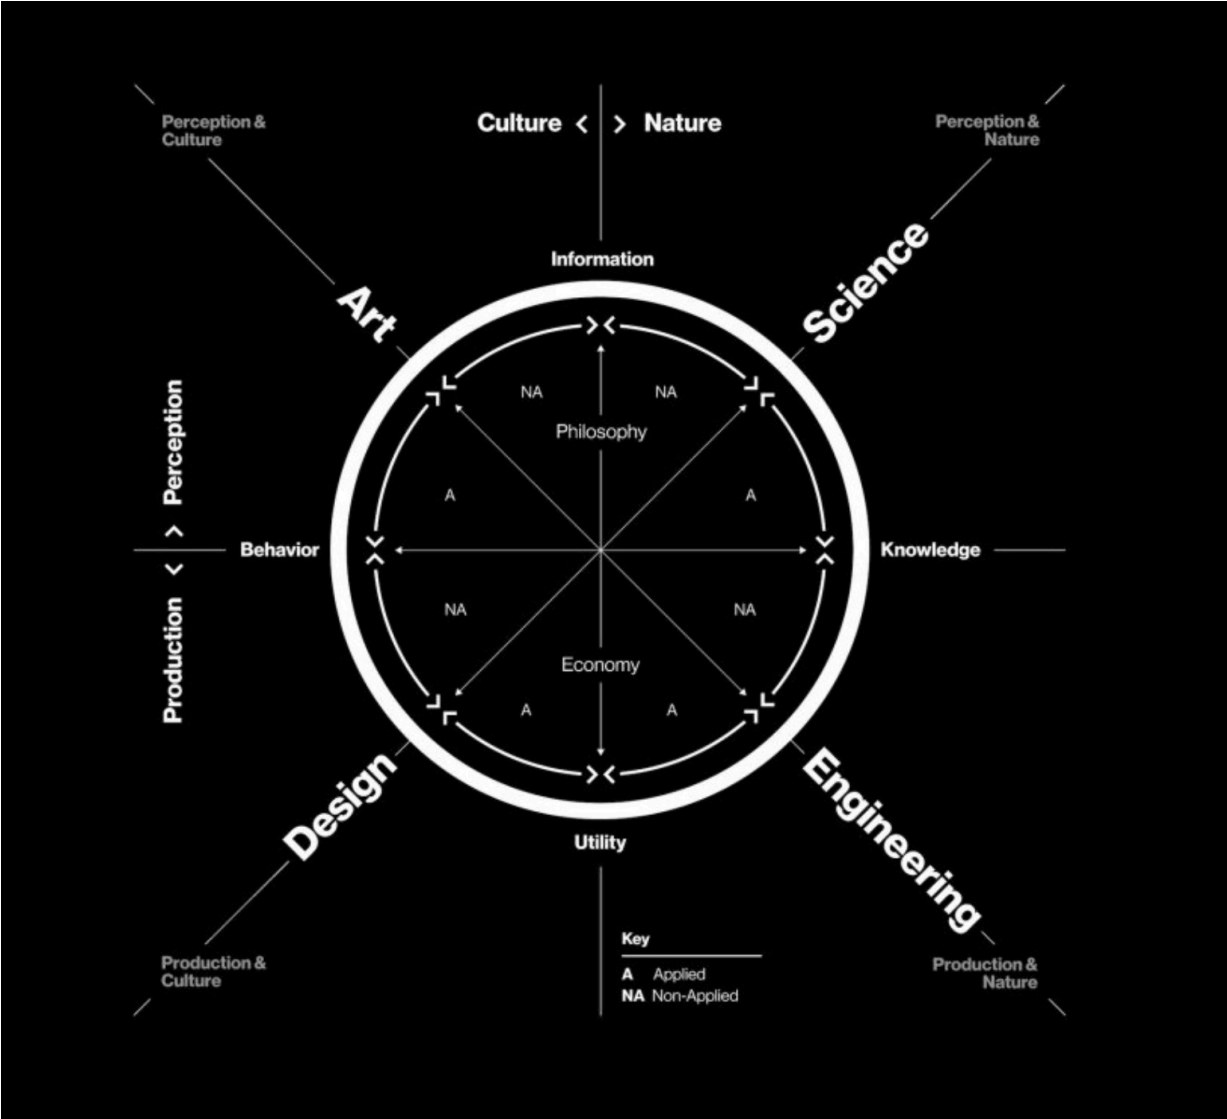 Perception &
Culture
Culture < > Nature
Perception &
Nature
Information
Art
Science
NA
NA
Philosophy
Perception
A
A
Behavior
Knowledge
Production
NA
NA
Economy
A
A
Design
Engineering
Utility
Key
A Applied
NA Non-Applied
Production &
Culture
Production &
Nature